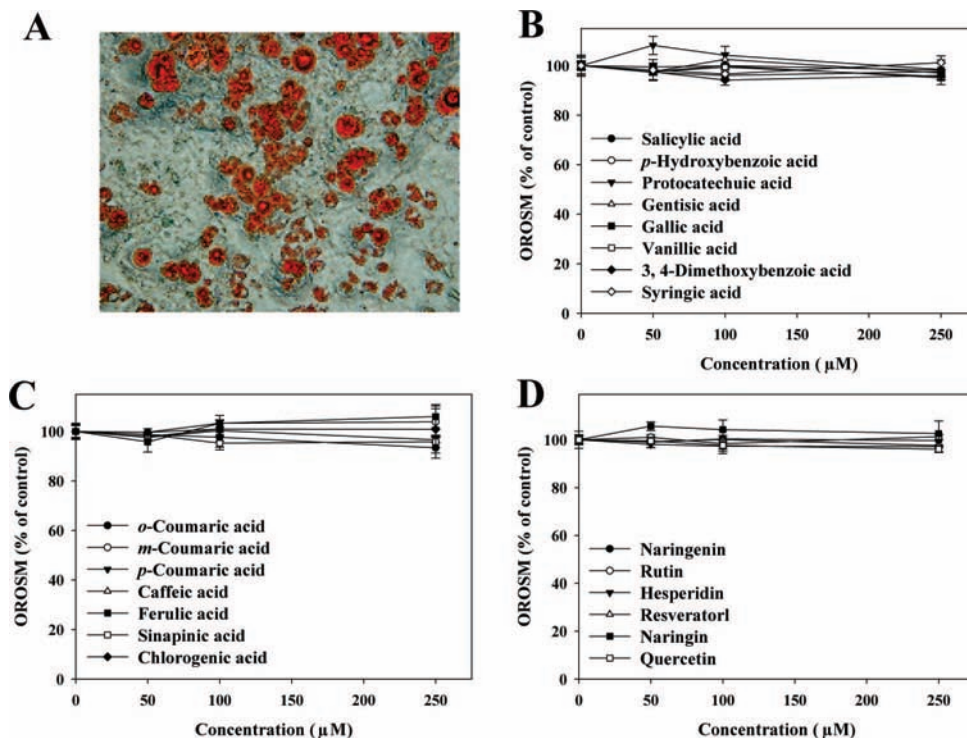 A
B
OROSM (% of control)
100
80
60
40
20
0
Salicylic acid
p-Hydroxybenzoic acid
Protocatechuic acid
Gentisic acid
Gallic acid
Vanillic acid
3, 4-Dimethoxybenzoic acid
Syringic acid
0 50 100 150 200 250
Concentration ( µM)
C
OROSM (% of control)
100
80
60
40
20
0
o-Coumaric acid
m-Coumaric acid
p-Coumaric acid
Caffeic acid
Ferulic acid
Sinapinic acid
Chlorogenic acid
0 50 100 150 200 250
Concentration ( µM)
D
OROSM (% of control)
100
80
60
40
20
0
Naringenin
Rutin
Hesperidin
Resveratorl
Naringin
Quercetin
0 50 100 150 200 250
Concentration ( µM)